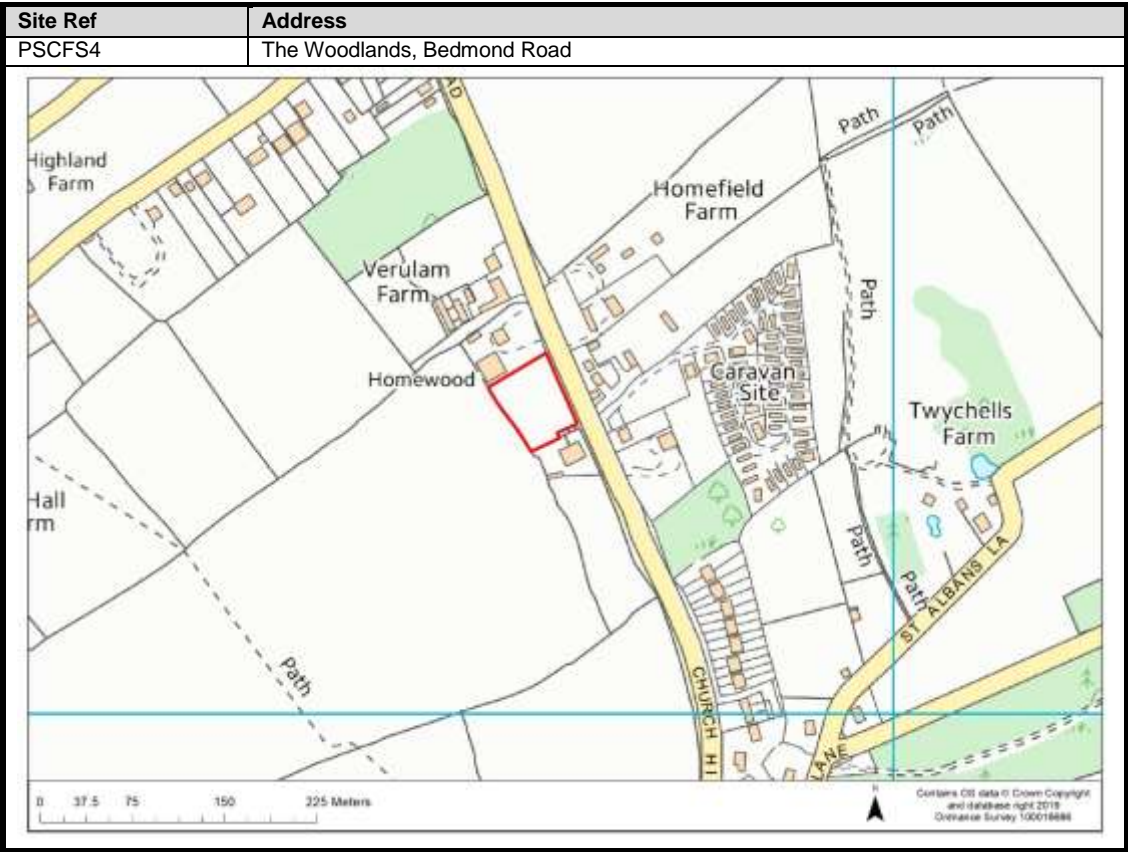 Site Ref Address
PSCFS4 The Woodlands, Bedmond Road
AD
Path
Path
Highland
Farm
Homefield
Farm
Verulam
Farm
Path
Homewood
Caravan
Site
Twychells
Farm
Hall
rm
Path
Path
ST ALBANS LA
Path
CHURCH HI
LANE
0 37.5 75 150 225 Meters
N
Contains OS data © Crown Copyright
and database right 2019
Ordnance Survey 100018686